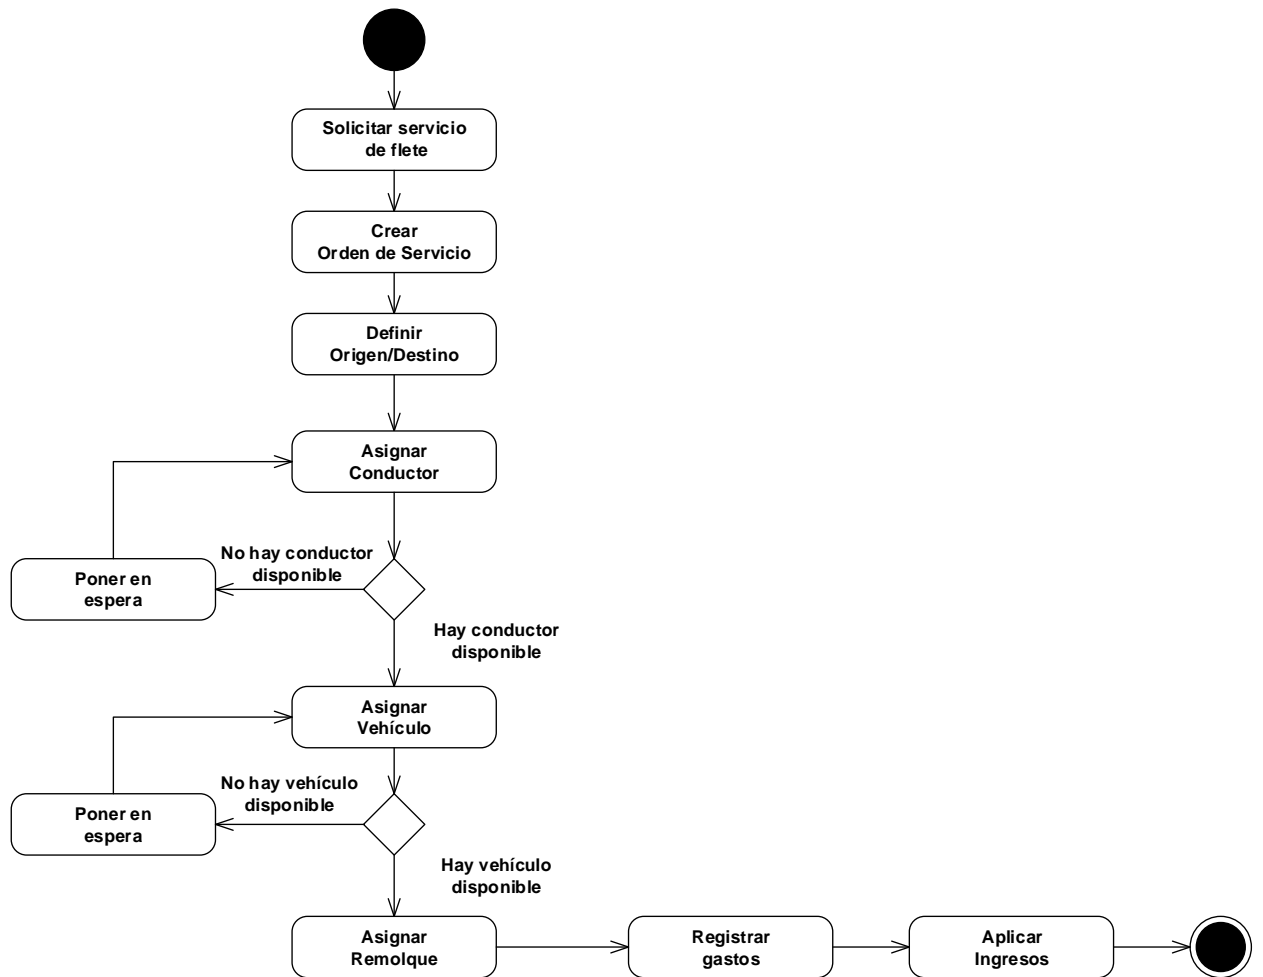 Solicitar servicio
de flete
Crear
Orden de Servicio
Definir
Origen/Destino
Asignar
Conductor
No hay conductor
disponible
Poner en
espera
Hay conductor
disponible
Asignar
Vehículo
No hay vehículo
disponible
Poner en
espera
Hay vehículo
disponible
Asignar
Remolque
Registrar
gastos
Aplicar
Ingresos